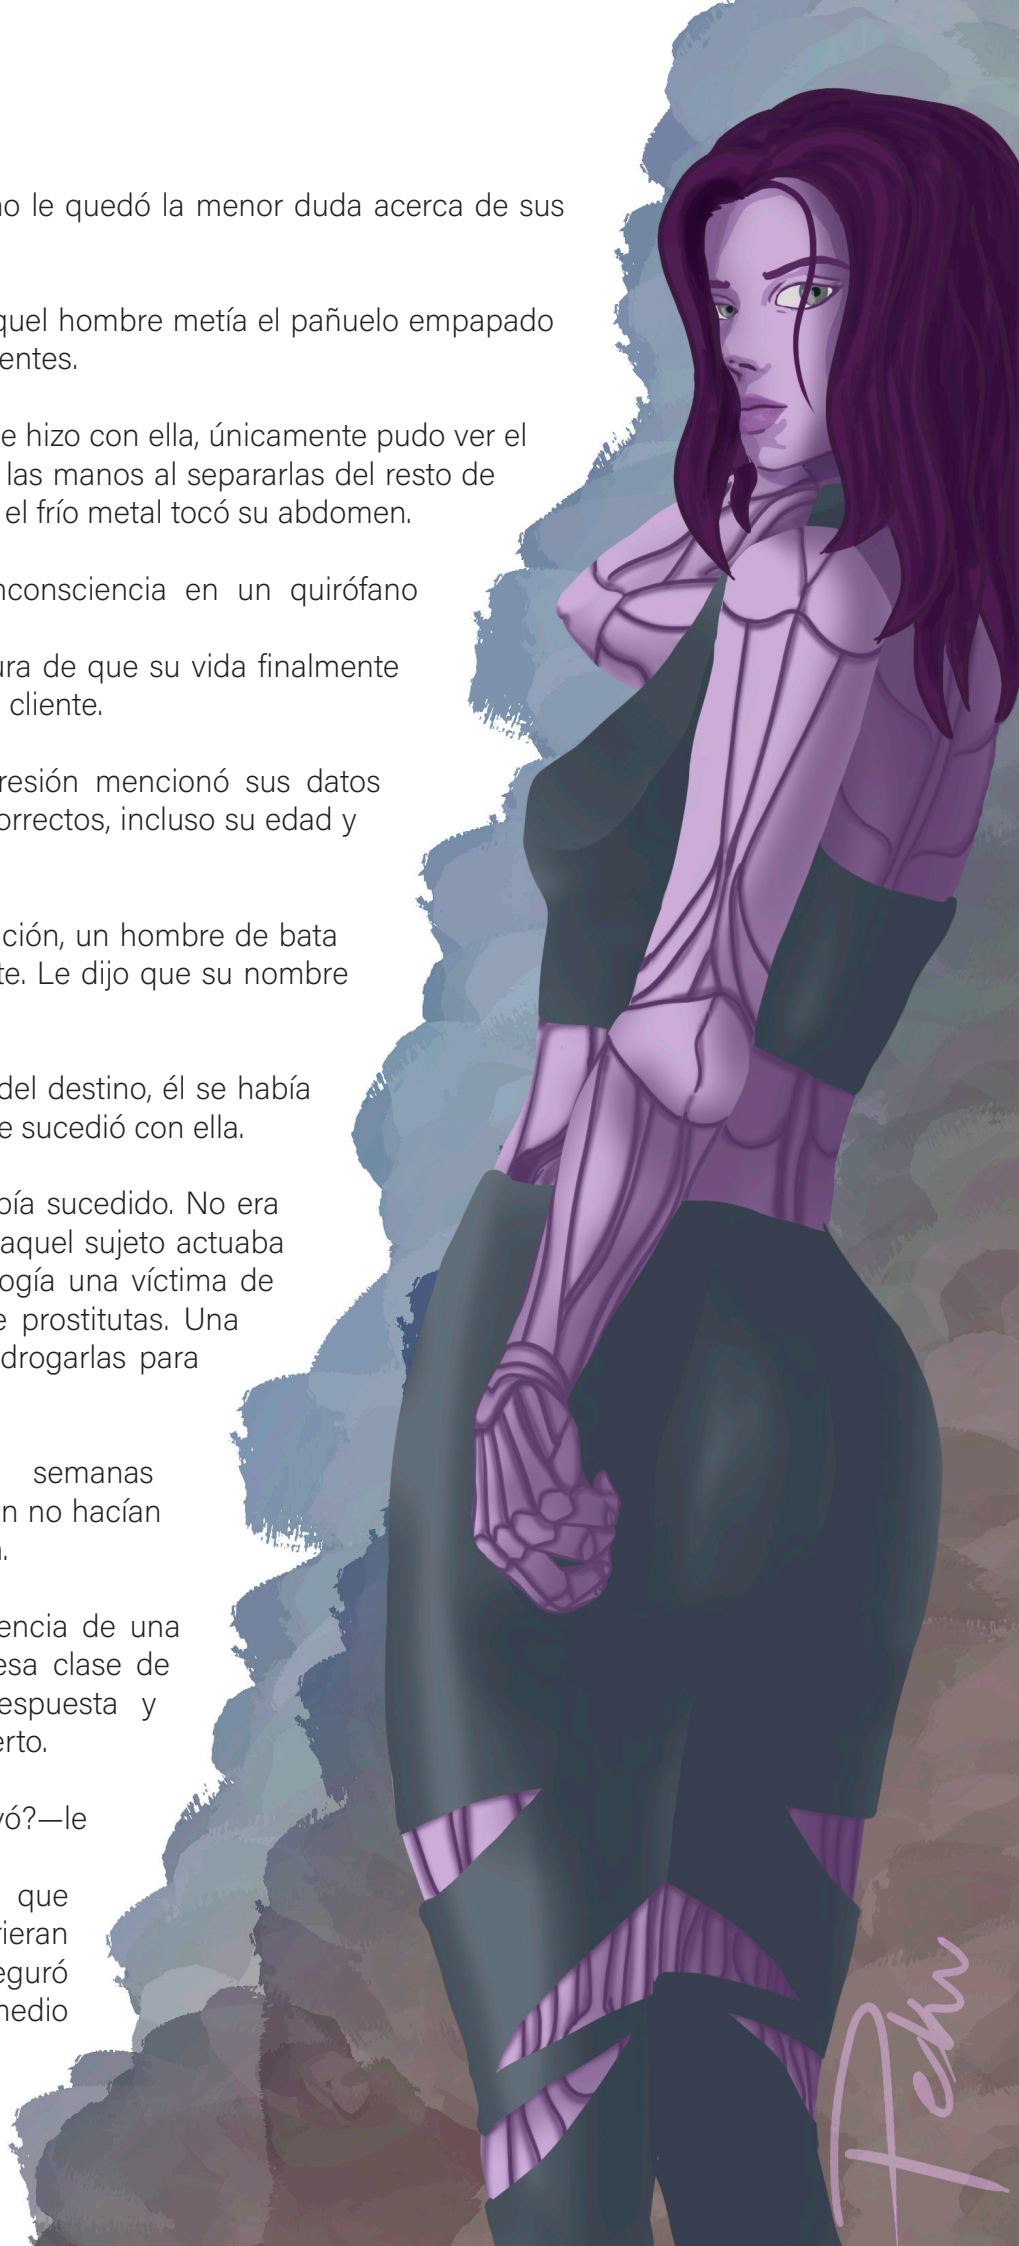 no le quedó la menor duda acerca de sus
quel hombre metía el pañuelo empapado
entes.
e hizo con ella, únicamente pudo ver el
las manos al separarlas del resto de
el frío metal tocó su abdomen.
nconsciencia en un quirófano
ura de que su vida finalmente
cliente.
resión mencionó sus datos
orrectos, incluso su edad y
ción, un hombre de bata
te. Le dijo que su nombre
del destino, él se había
e sucedió con ella.
bía sucedido. No era
aquel sujeto actuaba
ogía una víctima de
e prostitutas. Una
drogarlas para
semanas
n no hacían
encia de una
esa clase de
espuesta y
erto.
vó?—le
que
rieran
eguró
medio